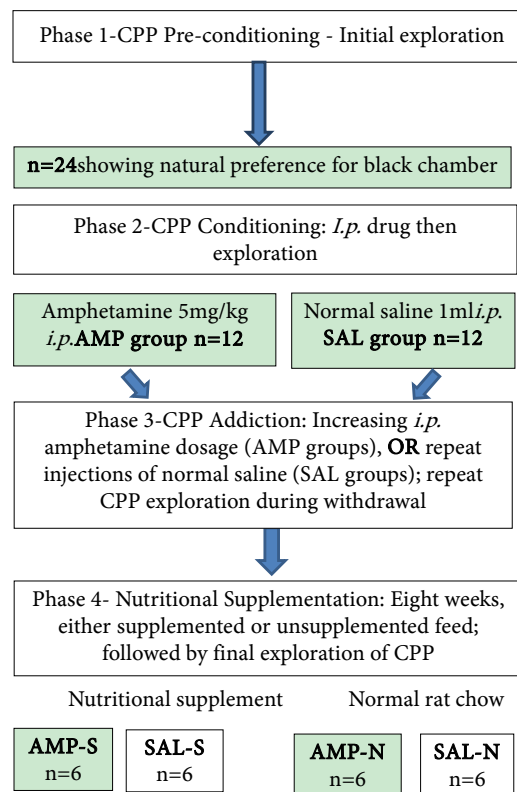 Phase 1-CPP Pre-conditioning - Initial exploration
n=24showing natural preference for black chamber
Phase 2-CPP Conditioning: I.p. drug then
exploration
Amphetamine 5mg/kg
i.p.AMP group n=12
Normal saline 1mli.p.
SAL group n=12
Phase 3-CPP Addiction: Increasing i.p.
amphetamine dosage (AMP groups), OR repeat
injections of normal saline (SAL groups); repeat
CPP exploration during withdrawal
Phase 4- Nutritional Supplementation: Eight weeks,
either supplemented or unsupplemented feed;
followed by final exploration of CPP
Nutritional supplement
Normal rat chow
AMP-S
n=6
SAL-S
n=6
AMP-N
n=6
SAL-N
n=6